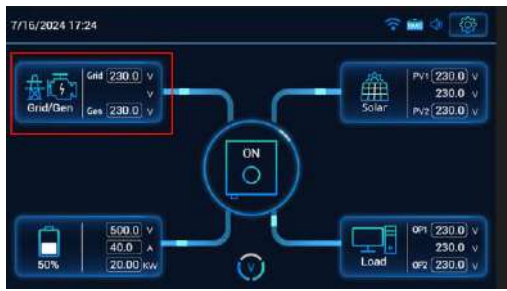 7/16/2024 17:24
Grid 230.0 V
V
Gen 230.0 V
Grid/Gen
PV1 230.0 V
230.0 V
PV2 230.0 V
Solar
ON
500.0 V
40.0 A
20.00 KW
50%
V
OP1 230.0 V
230.0 V
OP2 230.0 V
Load